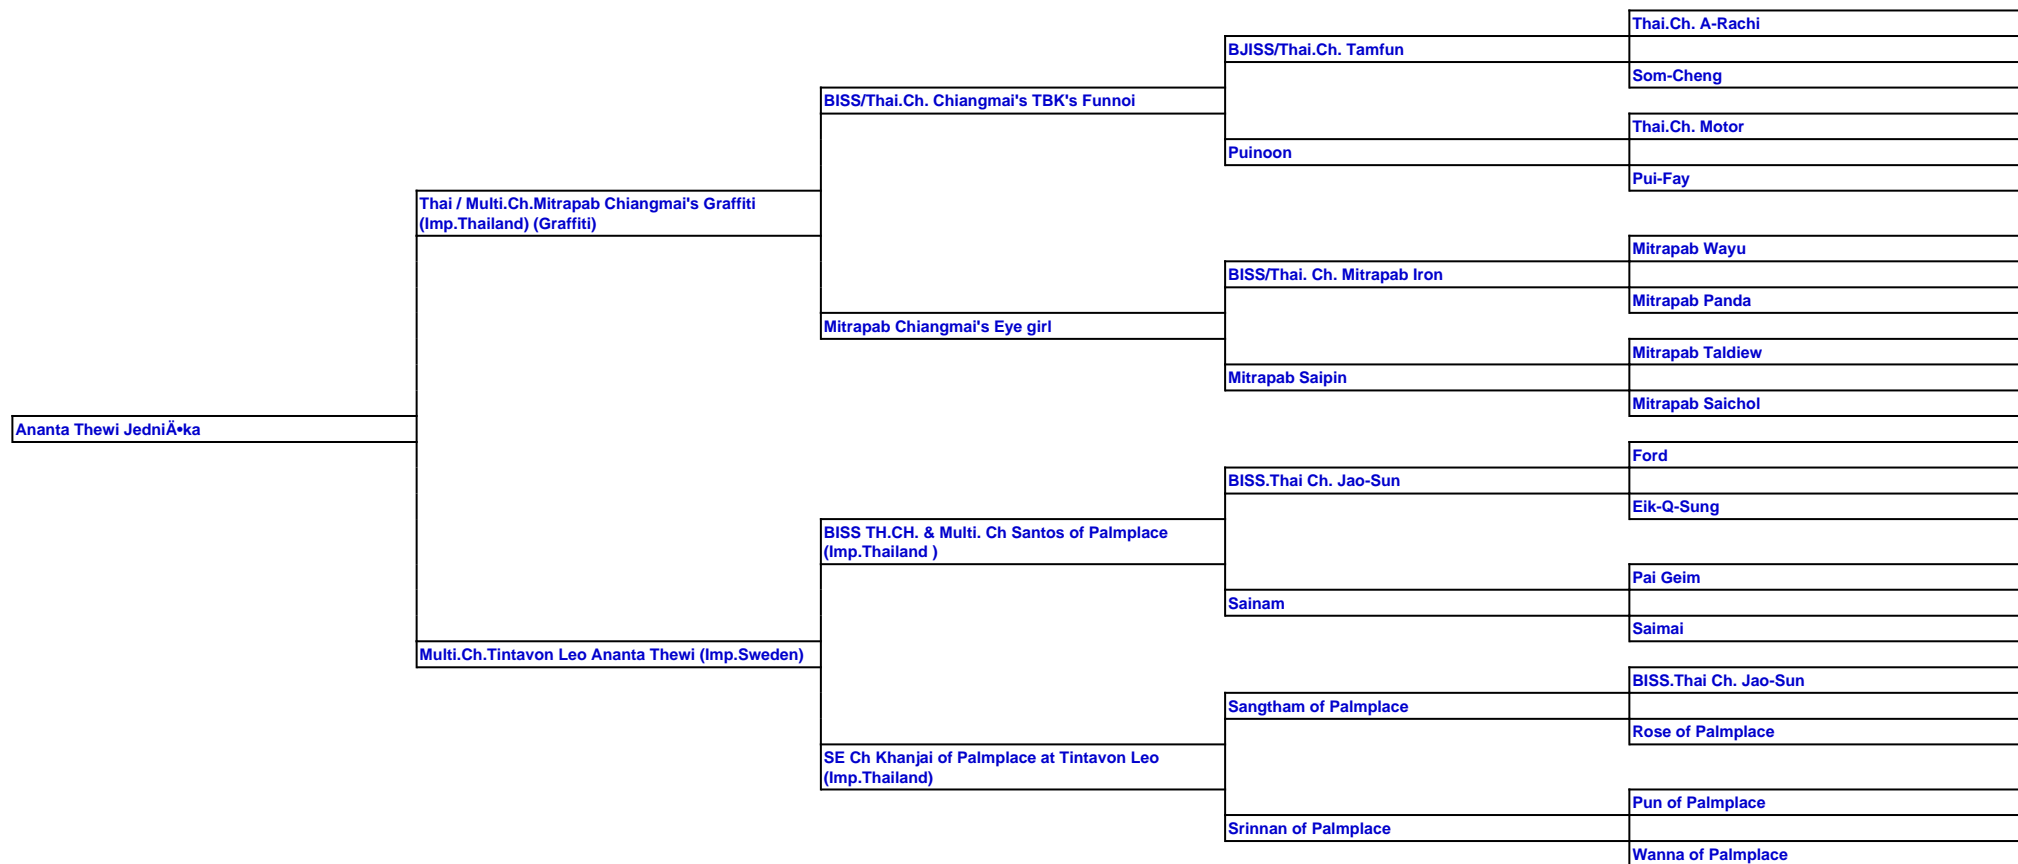 Thai.Ch. A-Rachi
BJISS/Thai.Ch. Tamfun
Som-Cheng
BISS/Thai.Ch. Chiangmai's TBK's Funnoi
Thai.Ch. Motor
Puinoon
Pui-Fay
Thai / Multi.Ch.Mitrapab Chiangmai's Graffiti
(Imp.Thailand) (Graffiti)
Mitrapab Wayu
BISS/Thai. Ch. Mitrapab Iron
Mitrapab Panda
Mitrapab Chiangmai's Eye girl
Mitrapab Taldiew
Mitrapab Saipin
Mitrapab Saichol
Ananta Thewi JedniÄ•ka
Ford
BISS.Thai Ch. Jao-Sun
Eik-Q-Sung
BISS TH.CH. & Multi. Ch Santos of Palmplace
(Imp.Thailand )
Pai Geim
Sainam
Saimai
Multi.Ch.Tintavon Leo Ananta Thewi (Imp.Sweden)
BISS.Thai Ch. Jao-Sun
Sangtham of Palmplace
Rose of Palmplace
SE Ch Khanjai of Palmplace at Tintavon Leo
(Imp.Thailand)
Pun of Palmplace
Srinnan of Palmplace
Wanna of Palmplace